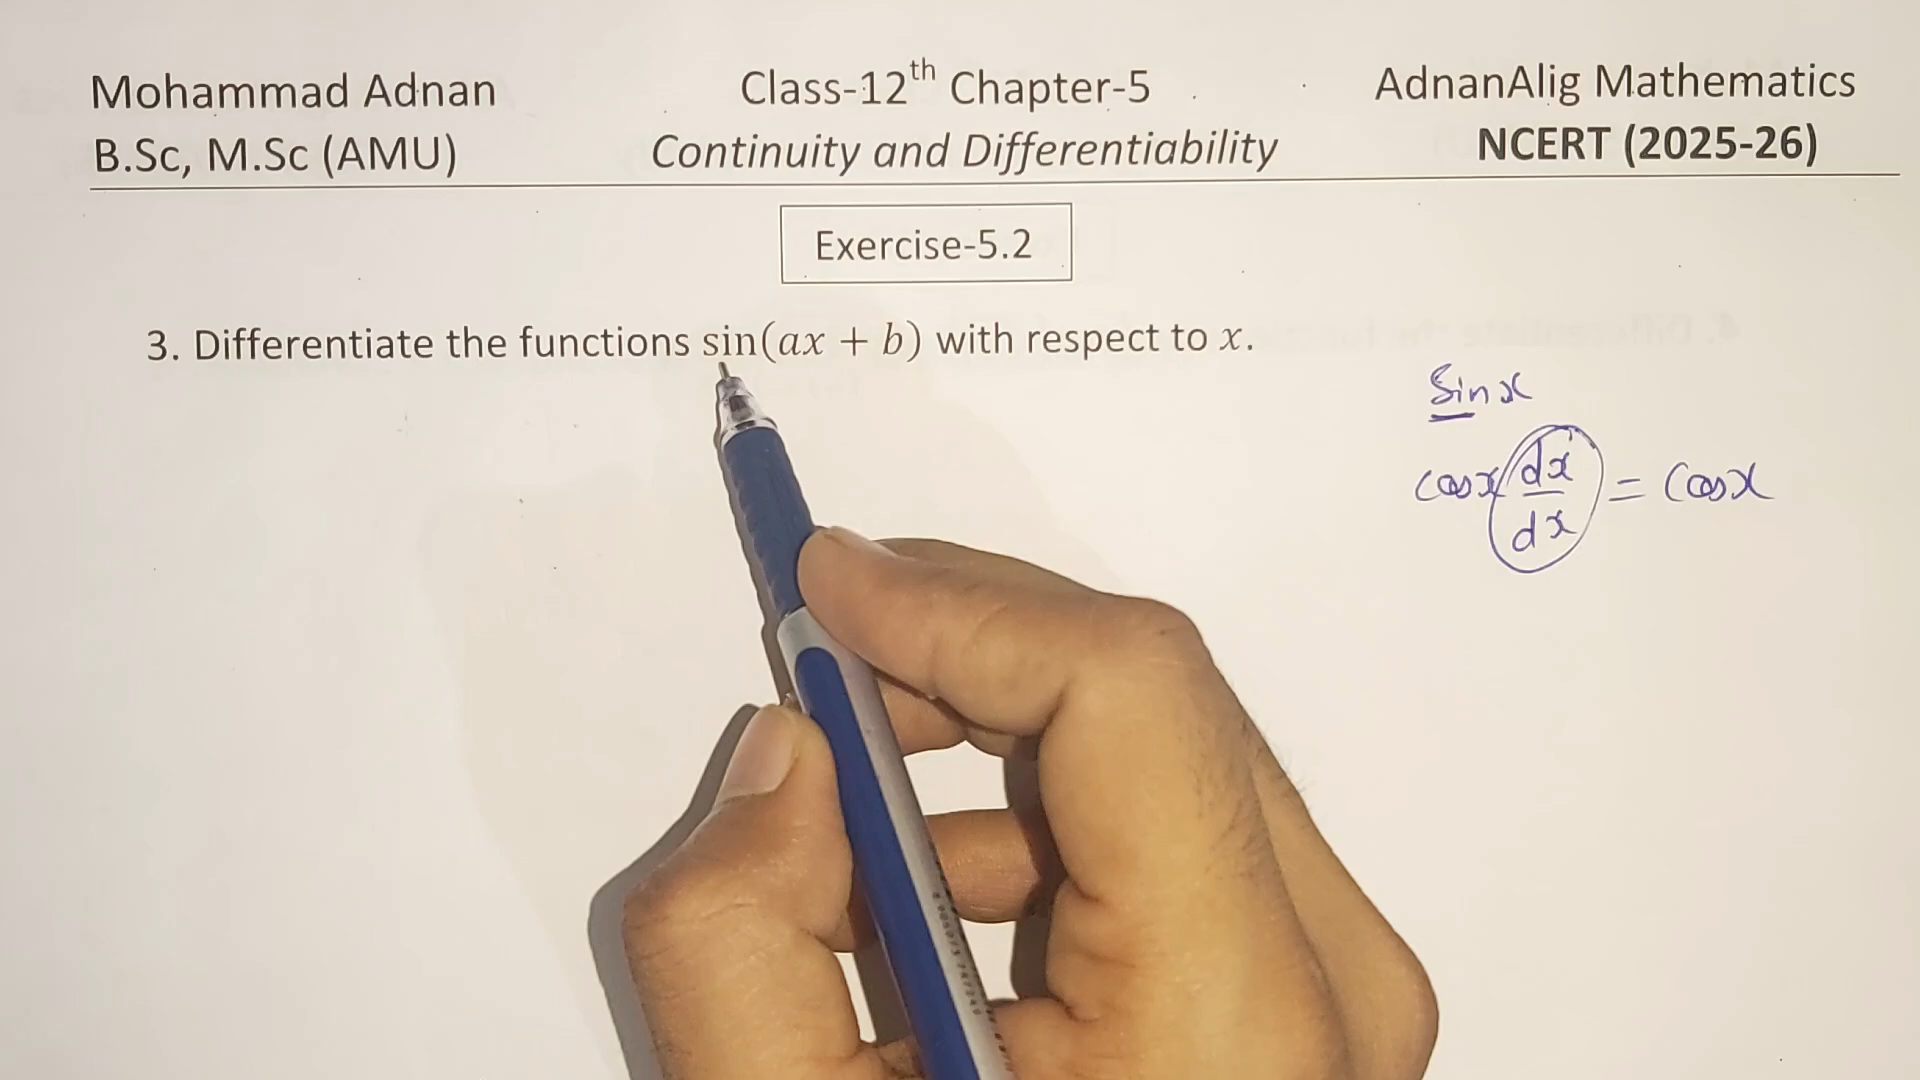 Mohammad Adnan
B.Sc, M.Sc (AMU)
Class-12th Chapter-5
Continuity and Differentiability
AdnanAlig Mathematics
NCERT (2025-26)
Exercise-5.2
3. Differentiate the functions sin(ax + b) with respect to x.
Sin x
cos x dx/dx = Cos x